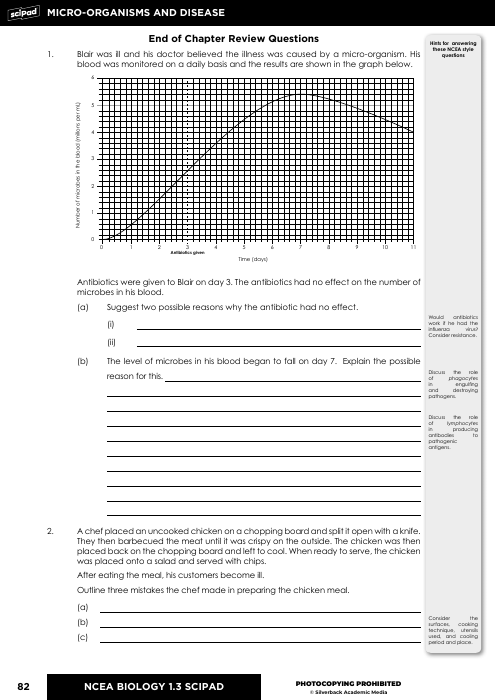 scipad MICRO-ORGANISMS AND DISEASE
End of Chapter Review Questions
1. Blair was ill and his doctor believed the illness was caused by a micro-organism. His
blood was monitored on a daily basis and the results are shown in the graph below.
Number of microbes in the blood (millions per mL)
6
5
4
3
2
1
0
0 1 2 3 4 5 6 7 8 9 10 11
Antibiotics given
Time (days)
Antibiotics were given to Blair on day 3. The antibiotics had no effect on the number of
microbes in his blood.
(a) Suggest two possible reasons why the antibiotic had no effect.
(i)
(ii)
(b) The level of microbes in his blood began to fall on day 7. Explain the possible
reason for this.
2. A chef placed an uncooked chicken on a chopping board and split it open with a knife.
They then barbecued the meat until it was crispy on the outside. The chicken was then
placed back on the chopping board and left to cool. When ready to serve, the chicken
was placed onto a salad and served with chips.
After eating the meal, his customers become ill.
Outline three mistakes the chef made in preparing the chicken meal.
(a)
(b)
(c)
Hints for answering
these NCEA style
questions
Would antibiotics
work if he had the
influenza virus?
Consider resistance.
Discuss the role
of phagocytes
in engulfing
and destroying
pathogens.
Discuss the role
of lymphocytes
in producing
antibodies to
pathogenic
antigens.
Consider the
surfaces, cooking
technique, utensils
used, and cooling
period and place.
82 NCEA BIOLOGY 1.3 SCIPAD
PHOTOCOPYING PROHIBITED
© Silverback Academic Media